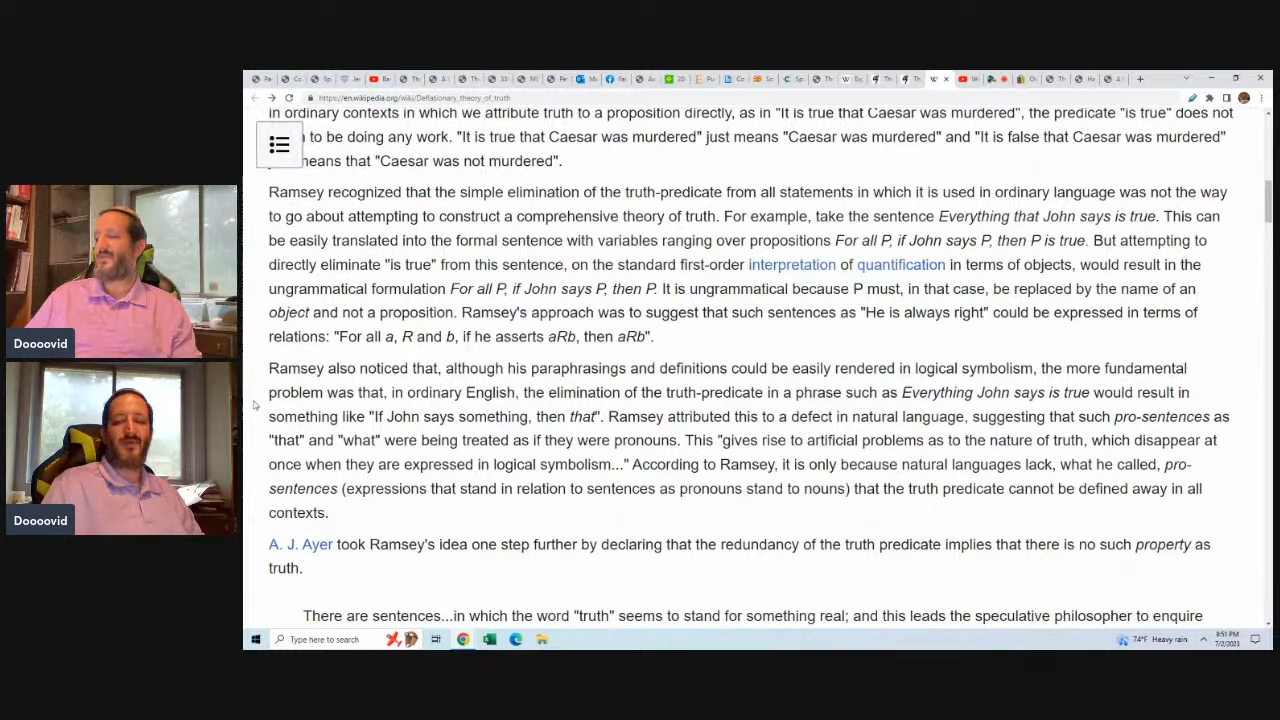 https://en.wikipedia.org/wiki/Deflationary_theory_of_truth
in ordinary contexts in which we attribute truth to a proposition directly, as in "It is true that Caesar was murdered", the predicate "is true" does not
to be doing any work. "It is true that Caesar was murdered" just means "Caesar was murdered" and "It is false that Caesar was murdered"
means that "Caesar was not murdered".
Ramsey recognized that the simple elimination of the truth-predicate from all statements in which it is used in ordinary language was not the way
to go about attempting to construct a comprehensive theory of truth. For example, take the sentence Everything that John says is true. This can
be easily translated into the formal sentence with variables ranging over propositions For all P, if John says P, then P is true. But attempting to
directly eliminate "is true" from this sentence, on the standard first-order interpretation of quantification in terms of objects, would result in the
ungrammatical formulation For all P, if John says P, then P. It is ungrammatical because P must, in that case, be replaced by the name of an
object and not a proposition. Ramsey's approach was to suggest that such sentences as "He is always right" could be expressed in terms of
relations: "For all a, R and b, if he asserts aRb, then aRb".
Ramsey also noticed that, although his paraphrasings and definitions could be easily rendered in logical symbolism, the more fundamental
problem was that, in ordinary English, the elimination of the truth-predicate in a phrase such as Everything John says is true would result in
something like "If John says something, then that". Ramsey attributed this to a defect in natural language, suggesting that such pro-sentences as
"that" and "what" were being treated as if they were pronouns. This "gives rise to artificial problems as to the nature of truth, which disappear at
once when they are expressed in logical symbolism..." According to Ramsey, it is only because natural languages lack, what he called, pro-
sentences (expressions that stand in relation to sentences as pronouns stand to nouns) that the truth predicate cannot be defined away in all
contexts.
A. J. Ayer took Ramsey's idea one step further by declaring that the redundancy of the truth predicate implies that there is no such property as
truth.
There are sentences...in which the word "truth" seems to stand for something real; and this leads the speculative philosopher to enquire
Doooovid
Doooovid
Type here to search
74°F Heavy rain
8:51 PM
7/2/2023